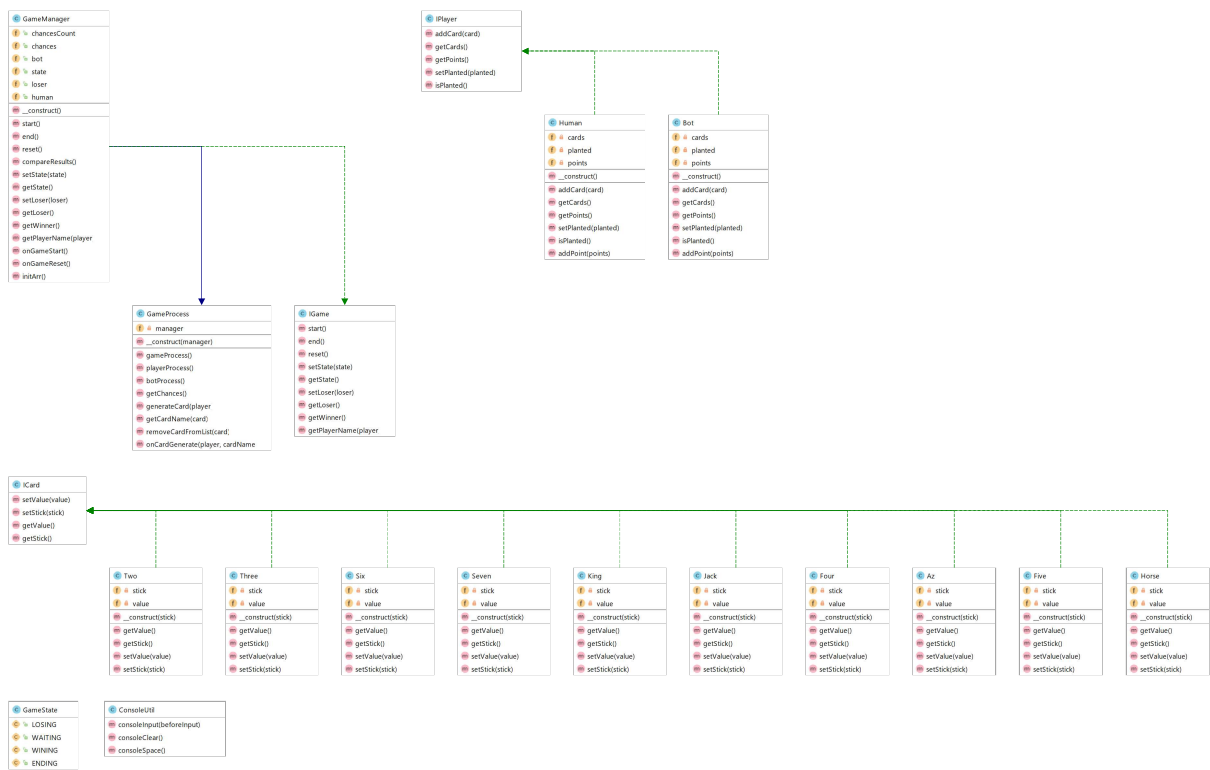 GameManager
chancesCount
chances
bot
state
loser
human
__construct()
start()
end()
reset()
compareResults()
setState(state)
getState()
setLoser(loser)
getLoser()
getWinner()
getPlayerName(player
onGameStart()
onGameReset()
initArr()
IPlayer
addCard(card)
getCards()
getPoints()
setPlanted(planted)
isPlanted()
Human
cards
planted
points
__construct()
addCard(card)
getCards()
getPoints()
setPlanted(planted)
isPlanted()
addPoint(points)
Bot
cards
planted
points
__construct()
addCard(card)
getCards()
getPoints()
setPlanted(planted)
isPlanted()
addPoint(points)
GameProcess
manager
__construct(manager)
gameProcess()
playerProcess()
botProcess()
getChances()
generateCard(player
getCardName(card)
removeCardFromList(card)
onCardGenerate(player, cardName
IGame
start()
end()
reset()
setState(state)
getState()
setLoser(loser)
getLoser()
getWinner()
getPlayerName(player
ICard
setValue(value)
setStick(stick)
getValue()
getStick()
Two
stick
value
__construct(stick)
getValue()
getStick()
setValue(value)
setStick(stick)
Three
stick
value
__construct(stick)
getValue()
getStick()
setValue(value)
setStick(stick)
Six
stick
value
__construct(stick)
getValue()
getStick()
setValue(value)
setStick(stick)
Seven
stick
value
__construct(stick)
getValue()
getStick()
setValue(value)
setStick(stick)
King
stick
value
__construct(stick)
getValue()
getStick()
setValue(value)
setStick(stick)
Jack
stick
value
__construct(stick)
getValue()
getStick()
setValue(value)
setStick(stick)
Four
stick
value
__construct(stick)
getValue()
getStick()
setValue(value)
setStick(stick)
Az
stick
value
__construct(stick)
getValue()
getStick()
setValue(value)
setStick(stick)
Five
stick
value
__construct(stick)
getValue()
getStick()
setValue(value)
setStick(stick)
Horse
stick
value
__construct(stick)
getValue()
getStick()
setValue(value)
setStick(stick)
GameState
LOSING
WAITING
WINING
ENDING
ConsoleUtil
consoleInput(beforeInput)
consoleClear()
consoleSpace()